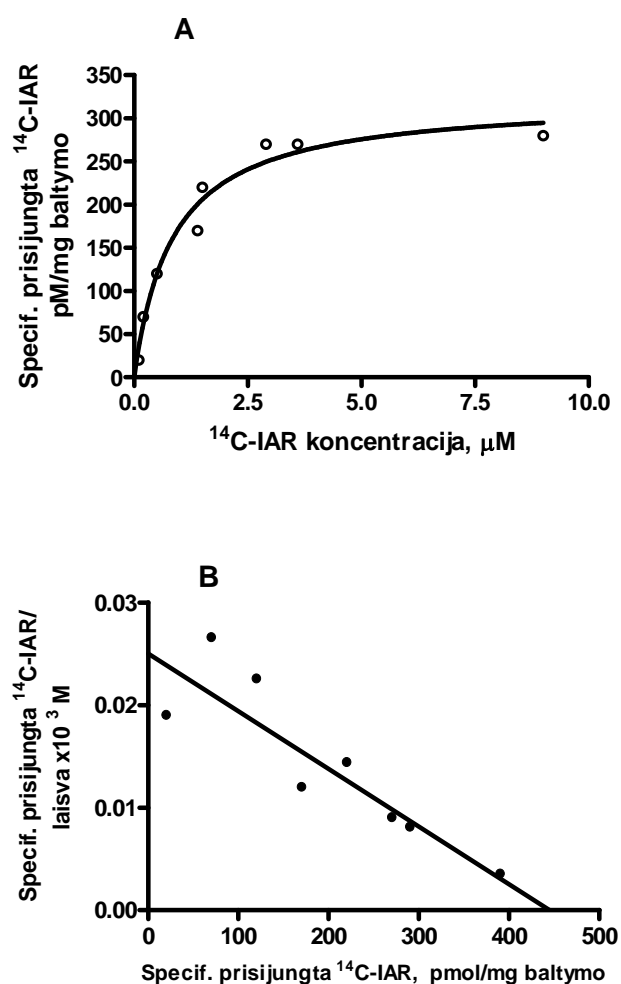 A
Specif. prisijungta ¹⁴C-IAR
pM/mg baltymo
350
300
250
200
150
100
50
0
0.0 2.5 5.0 7.5 10.0
¹⁴C-IAR koncentracija, μM
B
Specif. prisijungta ¹⁴C-IAR/
laisva x10 ³ M
0.03
0.02
0.01
0.00
0 100 200 300 400 500
Specif. prisijungta ¹⁴C-IAR, pmol/mg baltymo